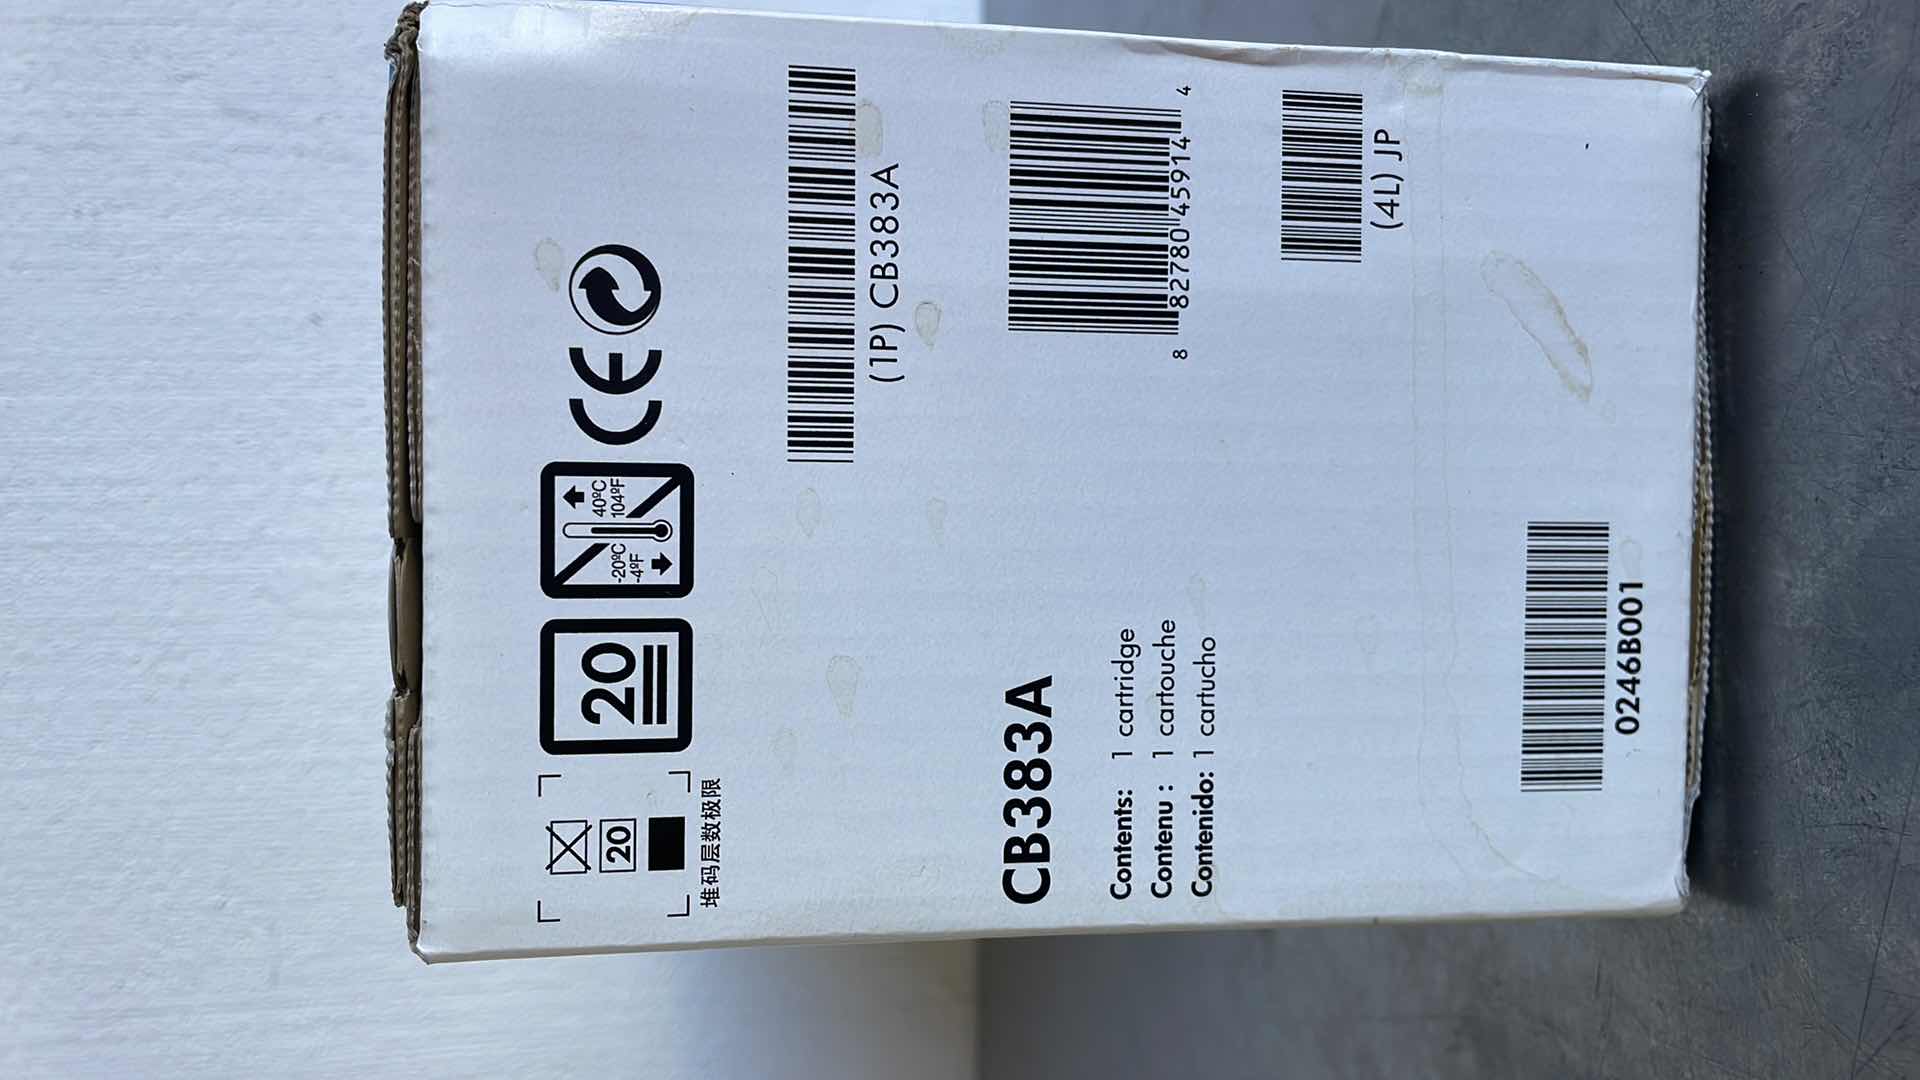 20
堆码层数极限
20
-20ºC
-4ºF
40ºC
104ºF
CE
(1P) CB383A
CB383A
Contents: 1 cartridge
Contenu : 1 cartouche
Contenido: 1 cartucho
8 82780 45914 4
(4L) JP
0246B001